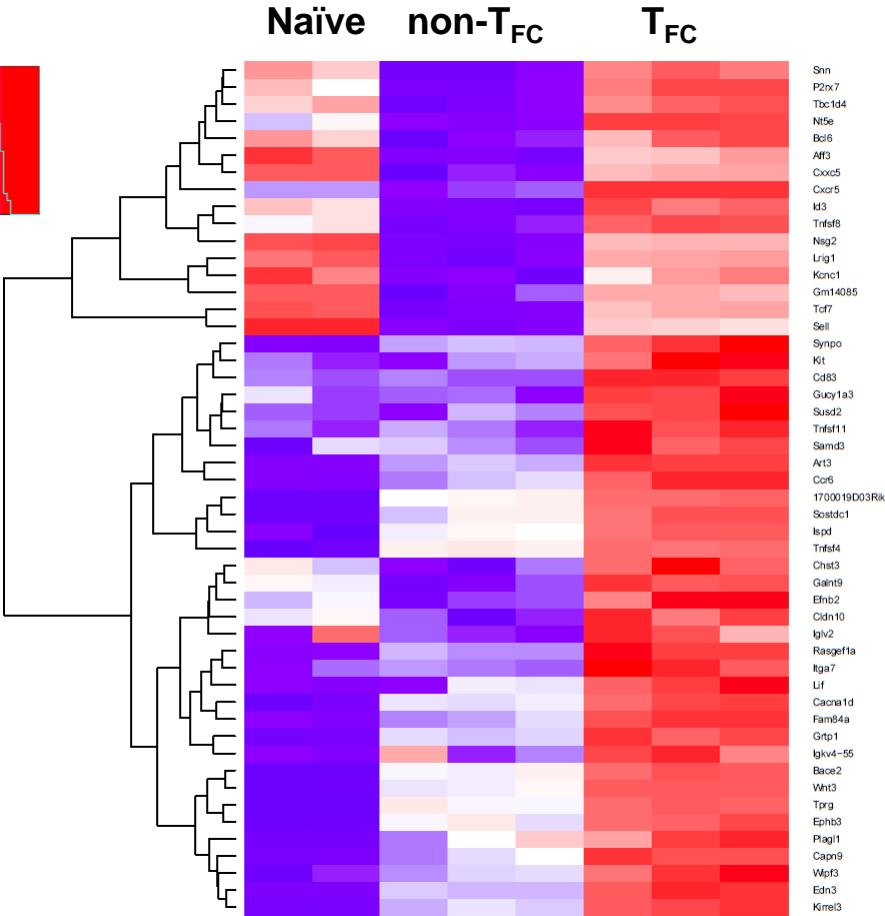 Naïve non-TFC TFC
Snn
P2rx7
Tbc1d4
Nt5e
Bcl6
Aff3
Cxxc5
Cxcr5
Id3
Tnfsf8
Nsg2
Lrig1
Kcnc1
Gm14085
Tcf7
Sell
Synpo
Kit
Cd83
Gucy1a3
Susd2
Tnfsf11
Samd3
Art3
Ccr6
1700019D03Rik
Sostdc1
Ispd
Tnfsf4
Chst3
Galnt9
Efnb2
Cldn10
Iglv2
Rasgef1a
Itga7
Lif
Cacna1d
Fam84a
Grtp1
Igkv4-55
Bace2
Wnt3
Tprg
Ephb3
Plagl1
Capn9
Wipf3
Edn3
Kirrel3